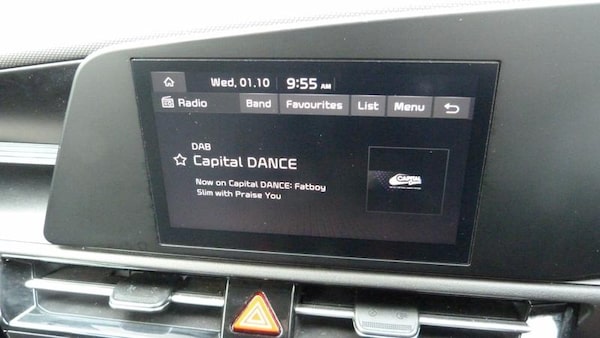 Wed, 01.10 9:55 AM
Radio Band Favourites List Menu
DAB
Capital DANCE
Now on Capital DANCE: Fatboy
Slim with Praise You
CAPITAL